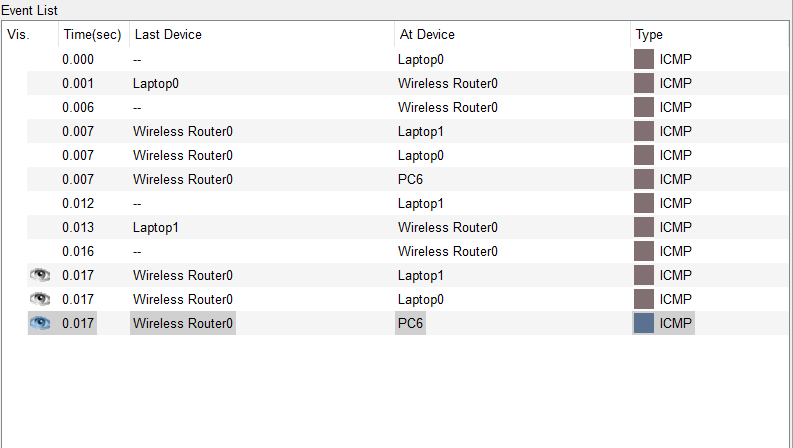 Event List
Vis. Time(sec) Last Device At Device Type
0.000 -- Laptop0 ICMP
0.001 Laptop0 Wireless Router0 ICMP
0.006 -- Wireless Router0 ICMP
0.007 Wireless Router0 Laptop1 ICMP
0.007 Wireless Router0 Laptop0 ICMP
0.007 Wireless Router0 PC6 ICMP
0.012 -- Laptop1 ICMP
0.013 Laptop1 Wireless Router0 ICMP
0.016 -- Wireless Router0 ICMP
0.017 Wireless Router0 Laptop1 ICMP
0.017 Wireless Router0 Laptop0 ICMP
0.017 Wireless Router0 PC6 ICMP